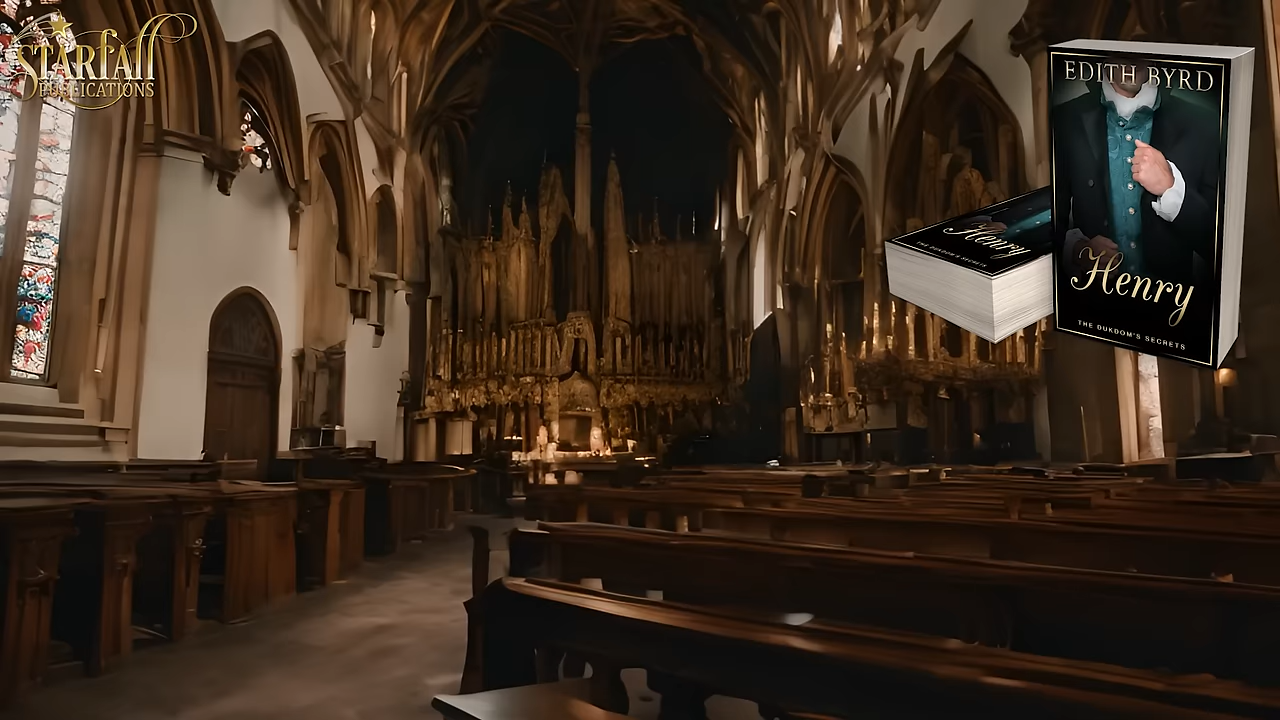 STARfall
PUBLICATIONS
EDITH BYRD
Henry
THE DUKDOM'S SECRETS
Henry
THE DUKDOM'S SECRETS